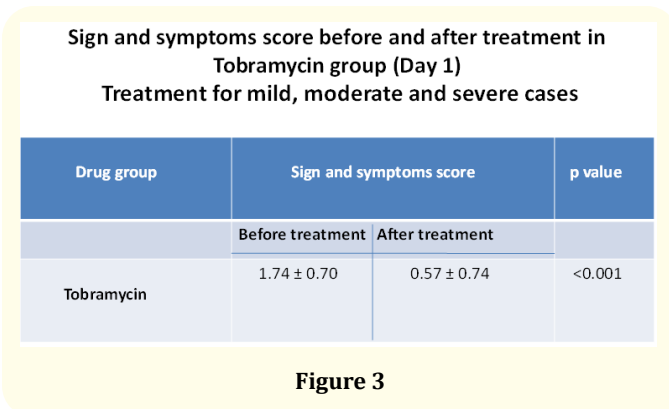 Sign and symptoms score before and after treatment in
Tobramycin group (Day 1)
Treatment for mild, moderate and severe cases
Drug group Sign and symptoms score p value
Before treatment After treatment
Tobramycin 1.74 ± 0.70 0.57 ± 0.74 <0.001
Figure 3